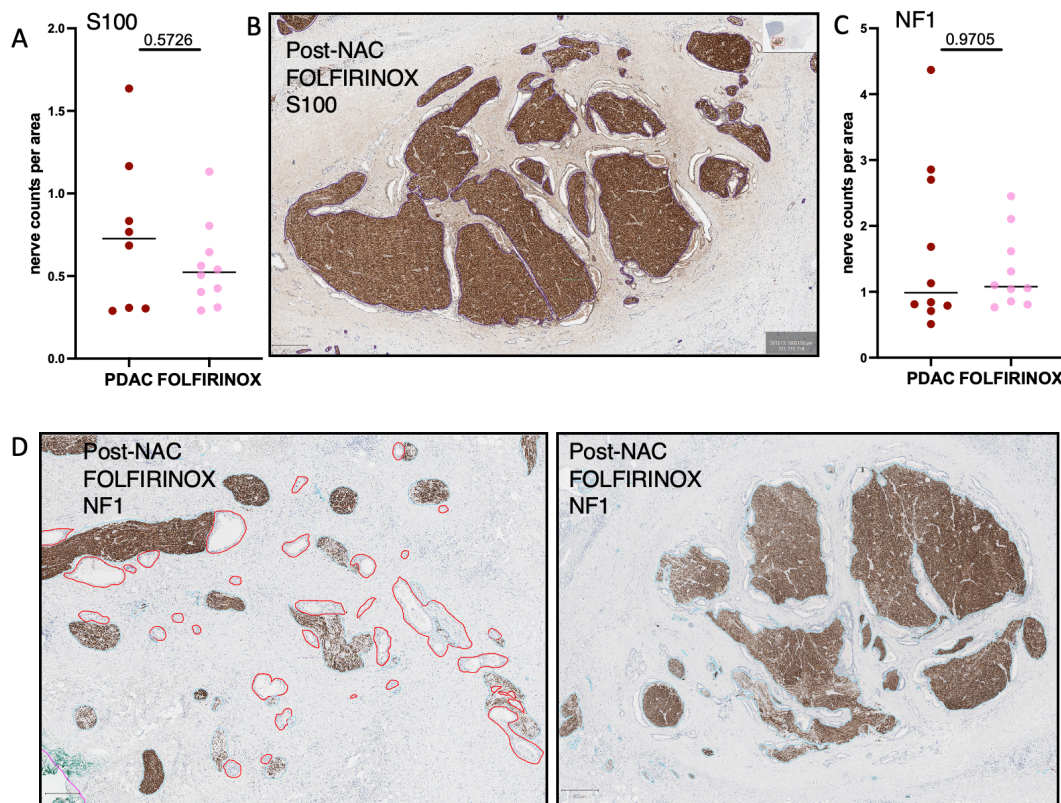 A
S100
0.5726
nerve counts per area
2.0
1.5
1.0
0.5
0.0
PDAC FOLFIRINOX
B
Post-NAC
FOLFIRINOX
S100
C
NF1
0.9705
nerve counts per area
5
4
3
2
1
0
PDAC FOLFIRINOX
D
Post-NAC
FOLFIRINOX
NF1
Post-NAC
FOLFIRINOX
NF1